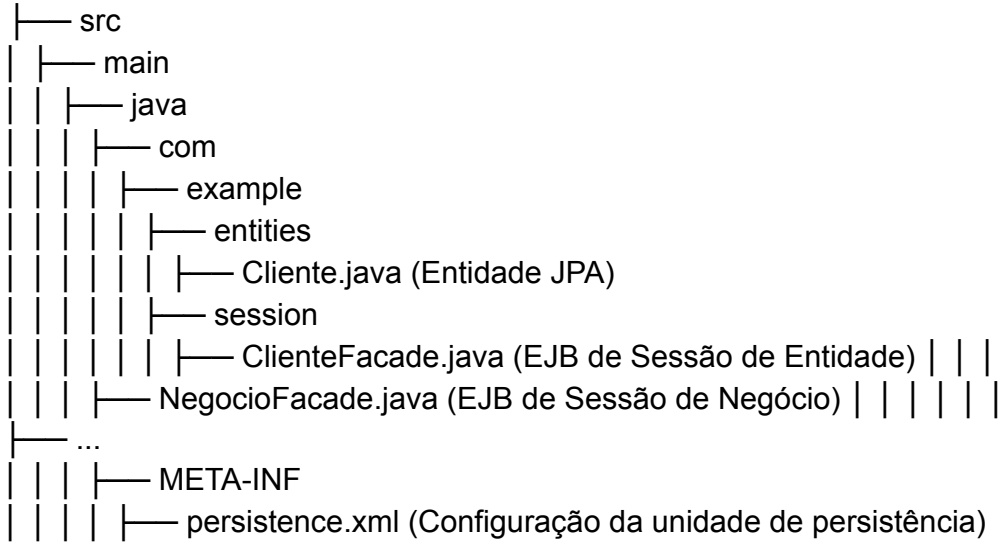 ├── src
│ ├── main
│ │ ├── java
│ │ │ ├── com
│ │ │ │ ├── example
│ │ │ │ │ ├── entities
│ │ │ │ │ │ ├── Cliente.java (Entidade JPA)
│ │ │ │ │ ├── session
│ │ │ │ │ │ ├── ClienteFacade.java (EJB de Sessão de Entidade) │ │ │
│ │ │ ├── NegocioFacade.java (EJB de Sessão de Negócio) │ │ │ │ │ │
├── ...
│ │ │ ├── META-INF
│ │ │ │ ├── persistence.xml (Configuração da unidade de persistência)